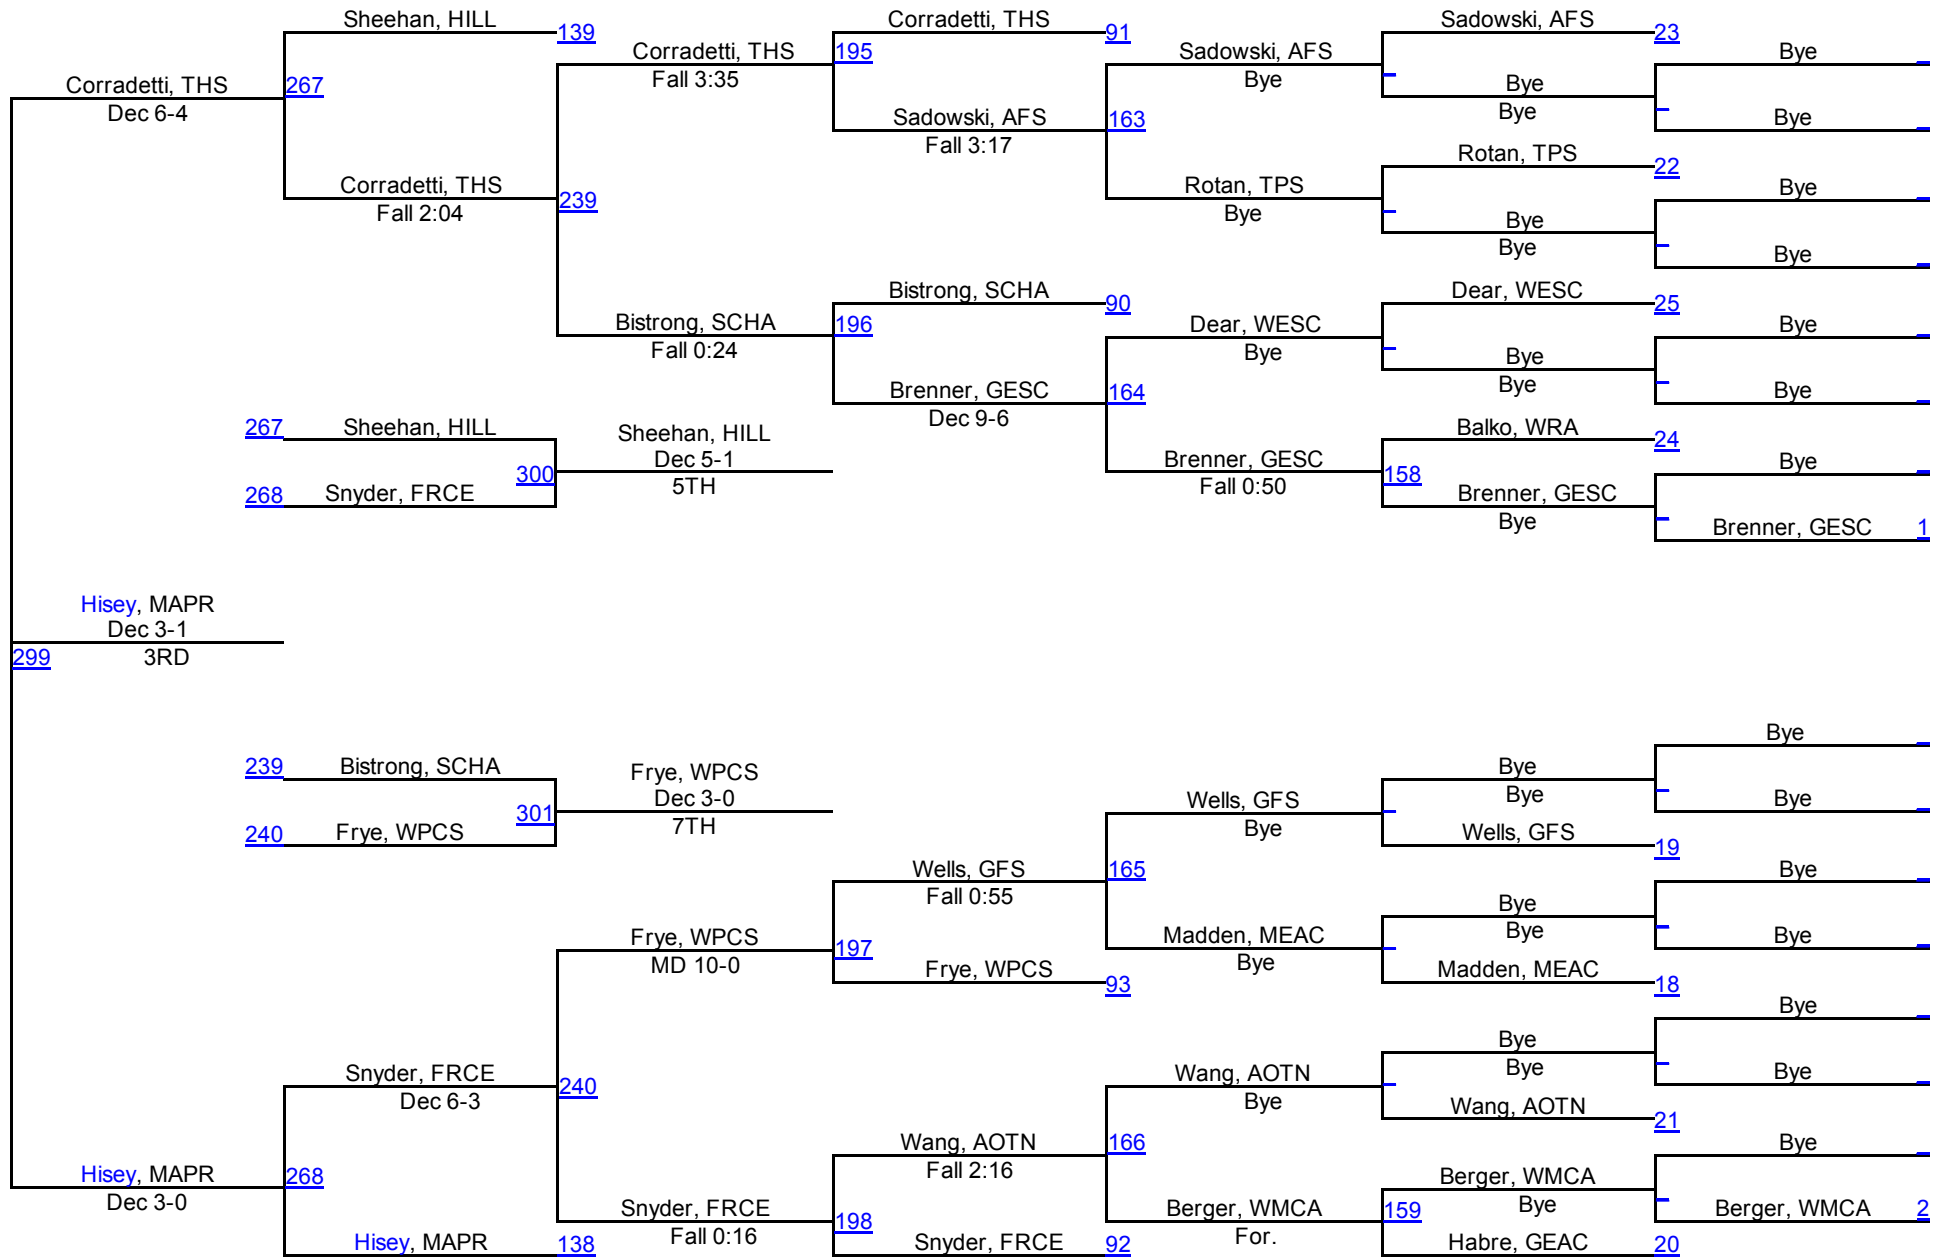 Sheehan, HILL
139
Corradetti, THS
Dec 6-4
267
Corradetti, THS
Fall 2:04
239
Corradetti, THS
Fall 3:35
195
Corradetti, THS
91
Sadowski, AFS
Fall 3:17
163
Sadowski, AFS
Bye
Sadowski, AFS
23
Bye
Bye
Bye
Bye
Rotan, TPS
Bye
Rotan, TPS
22
Bye
Bye
Bye
Bye
Bistrong, SCHA
Fall 0:24
196
Bistrong, SCHA
90
Brenner, GESC
Dec 9-6
164
Dear, WESC
Bye
Dear, WESC
25
Bye
Bye
Bye
Bye
Brenner, GESC
Fall 0:50
158
Balko, WRA
24
Brenner, GESC
Bye
Bye
Brenner, GESC
1
267
Sheehan, HILL
268
Snyder, FRCE
300
Sheehan, HILL
Dec 5-1
5TH
Hisey, MAPR
Dec 3-1
3RD
299
239
Bistrong, SCHA
240
Frye, WPCS
301
Frye, WPCS
Dec 3-0
7TH
Frye, WPCS
MD 10-0
197
Wells, GFS
Fall 0:55
165
Wells, GFS
Bye
Bye
Bye
Bye
Bye
Wells, GFS
19
Madden, MEAC
Bye
Bye
Bye
Bye
Bye
Madden, MEAC
18
Frye, WPCS
93
Snyder, FRCE
Dec 6-3
240
Snyder, FRCE
Fall 0:16
198
Wang, AOTN
Fall 2:16
166
Wang, AOTN
Bye
Bye
Bye
Bye
Bye
Wang, AOTN
21
Berger, WMCA
For.
159
Berger, WMCA
Bye
Bye
Berger, WMCA
2
Habre, GEAC
20
Snyder, FRCE
92
Hisey, MAPR
Dec 3-0
268
Hisey, MAPR
138